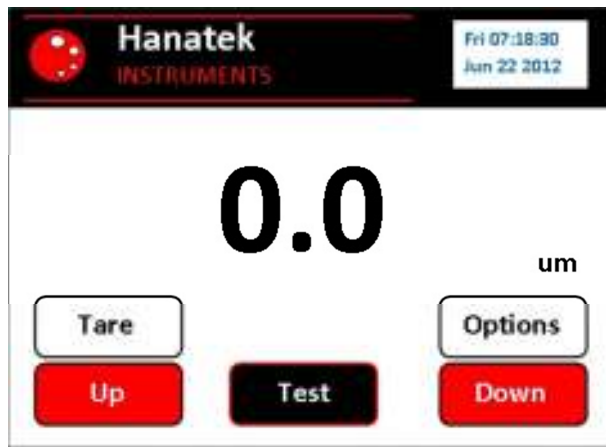 Hanatek
INSTRUMENTS
Fri 07:18:30
Jun 22 2012
0.0
um
Tare
Options
Up
Test
Down